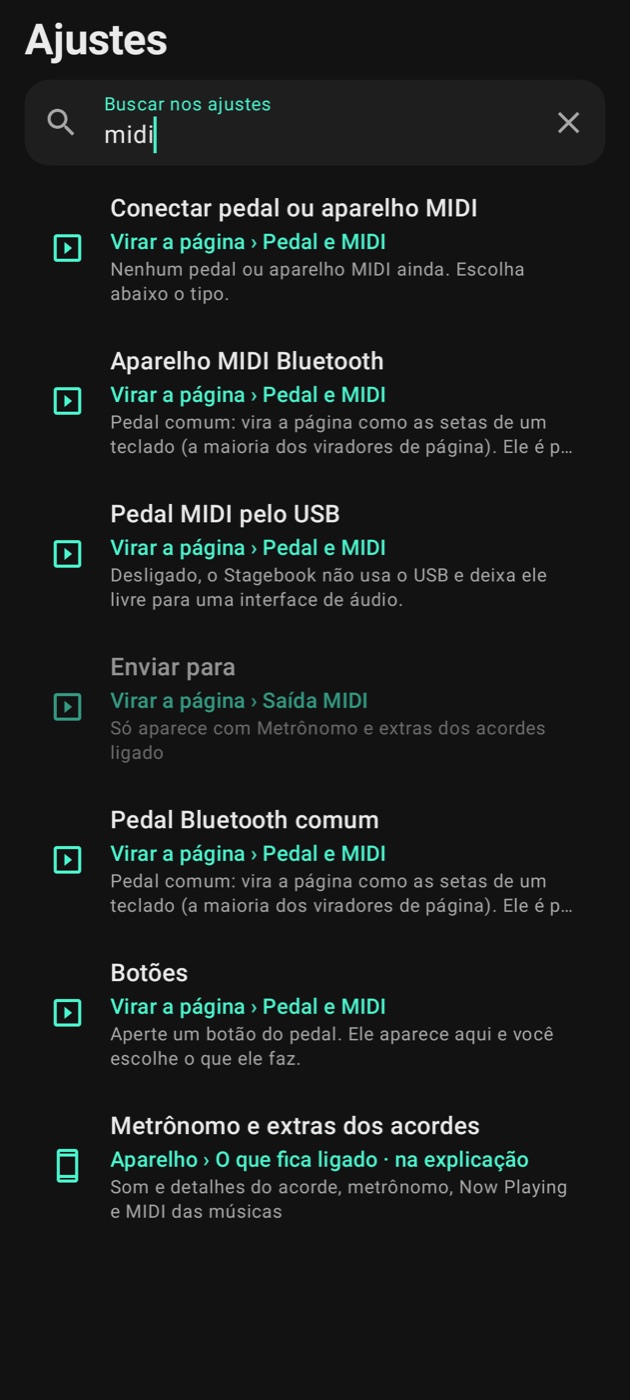 Ajustes
Buscar nos ajustes
midi
Conectar pedal ou aparelho MIDI
Virar a página › Pedal e MIDI
Nenhum pedal ou aparelho MIDI ainda. Escolha
abaixo o tipo.
Aparelho MIDI Bluetooth
Virar a página › Pedal e MIDI
Pedal comum: vira a página como as setas de um
teclado (a maioria dos viradores de página). Ele é p…
Pedal MIDI pelo USB
Virar a página › Pedal e MIDI
Desligado, o Stagebook não usa o USB e deixa ele
livre para uma interface de áudio.
Enviar para
Virar a página › Saída MIDI
Só aparece com Metrônomo e extras dos acordes
ligado
Pedal Bluetooth comum
Virar a página › Pedal e MIDI
Pedal comum: vira a página como as setas de um
teclado (a maioria dos viradores de página). Ele é p…
Botões
Virar a página › Pedal e MIDI
Aperte um botão do pedal. Ele aparece aqui e você
escolhe o que ele faz.
Metrônomo e extras dos acordes
Aparelho › O que fica ligado · na explicação
Som e detalhes do acorde, metrônomo, Now Playing
e MIDI das músicas